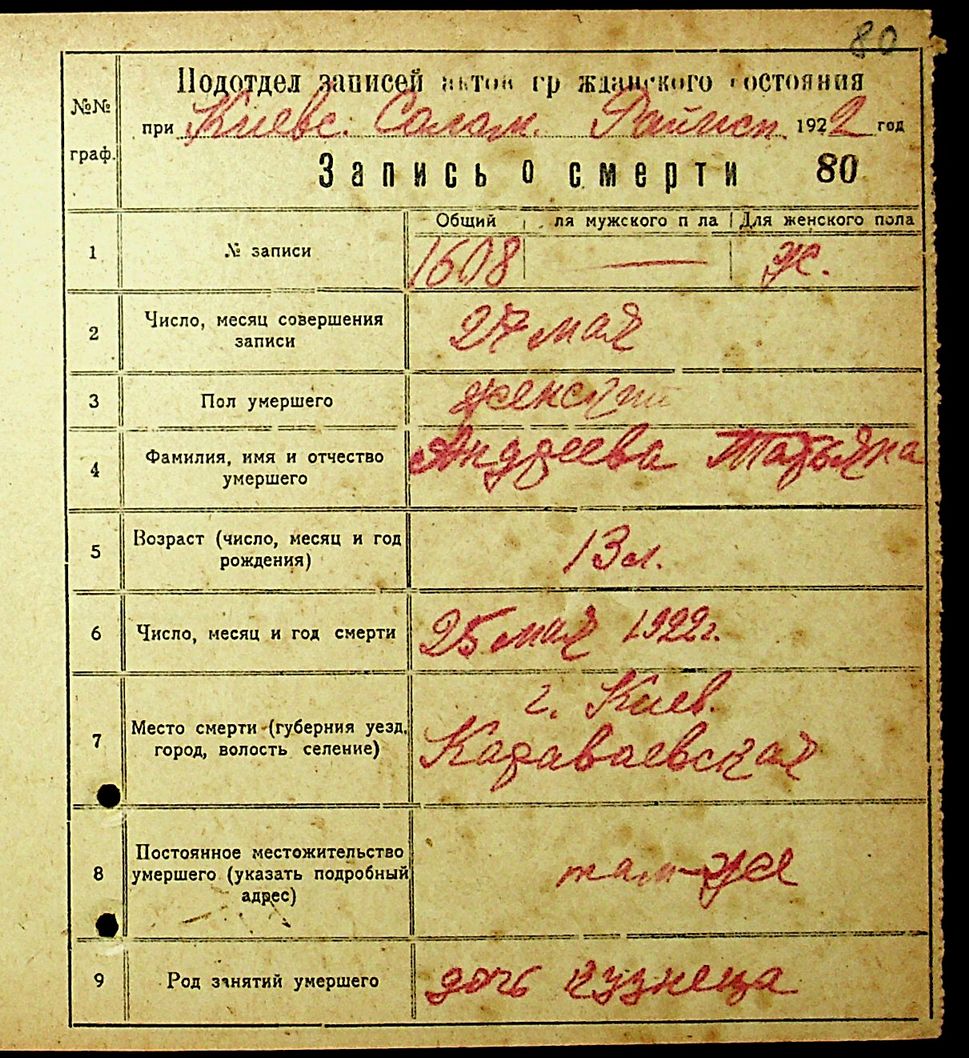 80
Подотдел записей актов гражданского состояния
№№ граф.
при Киевс. Солом. Райисп 1922 год
Запись о смерти 80
Общий | для мужского пола | Для женского пола
1 № записи 1608 — ж.
2 Число, месяц совершения
записи
27 мая
3 Пол умершего женский
4 Фамилия, имя и отчество
умершего
Андреева Татьяна
5 Возраст (число, месяц и год
рождения)
13 л.
6 Число, месяц и год смерти 25 мая 1922 г.
7 Место смерти (губерния уезд,
город, волость селение)
г. Киев.
Караваевская
8 Постоянное местожительство
умершего (указать подробный
адрес)
там-же
9 Род занятий умершего дочь кузнеца